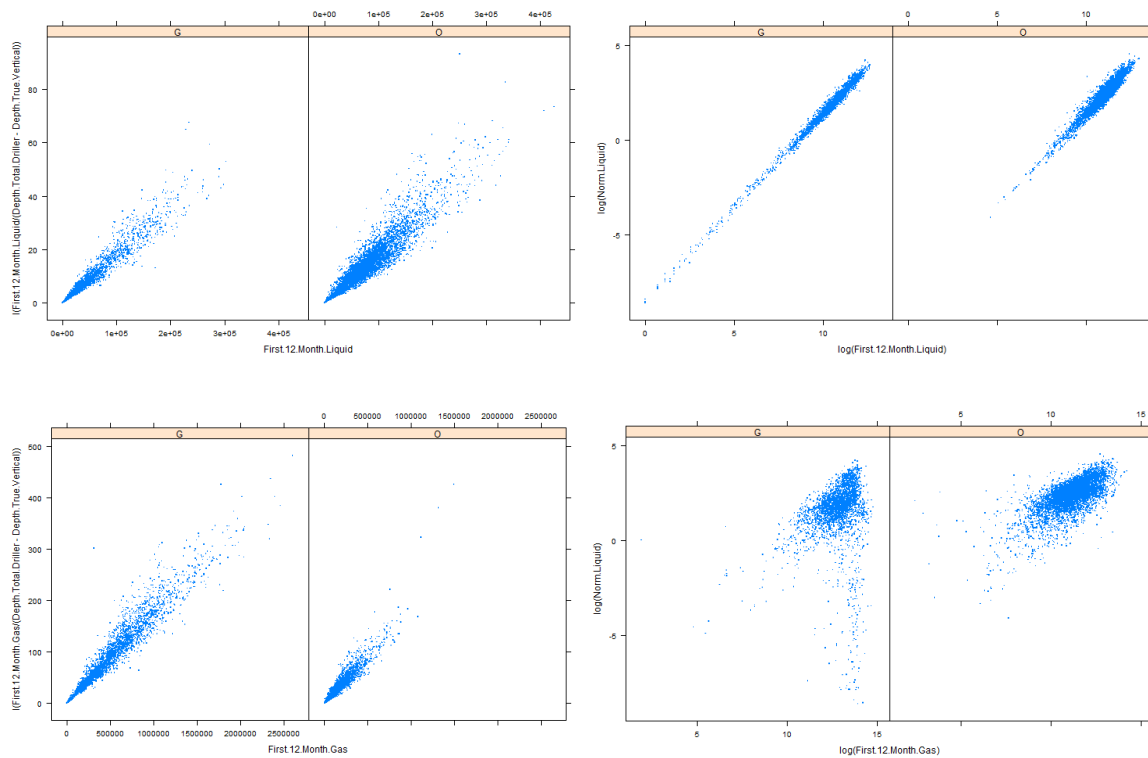 0e+00 1e+05 2e+05 3e+05 4e+05
G O
80
60
40
20
0
I(First.12.Month.Liquid/(Depth.Total.Driller - Depth.True.Vertical))
0e+00 1e+05 2e+05 3e+05 4e+05
First.12.Month.Liquid
0 5 10
G O
5
0
-5
log(Norm.Liquid)
0 5 10
log(First.12.Month.Liquid)
0 500000 1000000 1500000 2000000 2500000
G O
500
400
300
200
100
0
I(First.12.Month.Gas/(Depth.Total.Driller - Depth.True.Vertical))
0 500000 1000000 1500000 2000000 2500000
First.12.Month.Gas
5 10 15
G O
5
0
-5
log(Norm.Liquid)
5 10 15
log(First.12.Month.Gas)